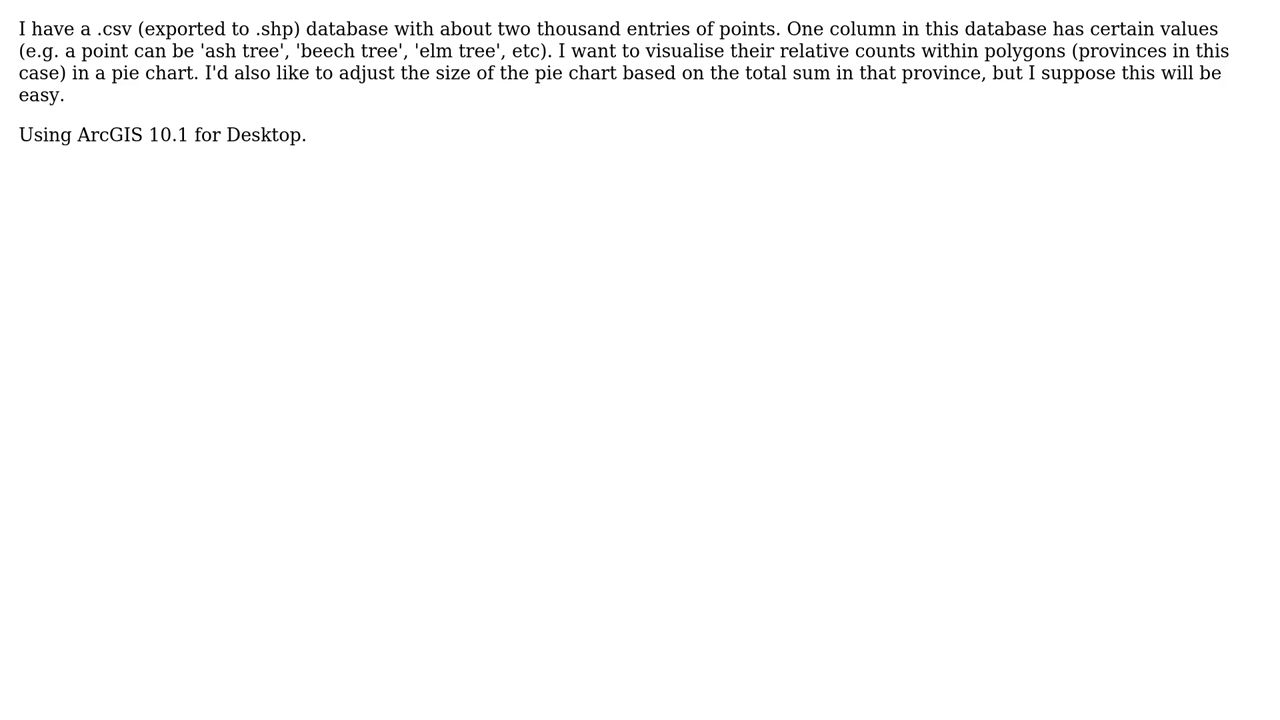 I have a .csv (exported to .shp) database with about two thousand entries of points. One column in this database has certain values
(e.g. a point can be 'ash tree', 'beech tree', 'elm tree', etc). I want to visualise their relative counts within polygons (provinces in this
case) in a pie chart. I'd also like to adjust the size of the pie chart based on the total sum in that province, but I suppose this will be
easy.
Using ArcGIS 10.1 for Desktop.